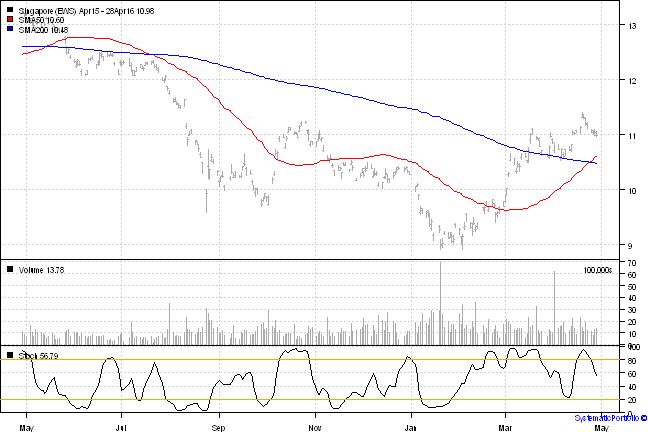 Singapore (EWS) Apr15 - 28Apr16 10.98
SMA50 10.60
SMA200 10.48
13
12
11
10
9
Volume 13.78
100,000s
70
60
50
40
30
20
10
0
Stoch 56.79
100
80
60
40
20
0
May
Jul
Sep
Nov
Jan
Mar
May
SystematicPortfolio ©